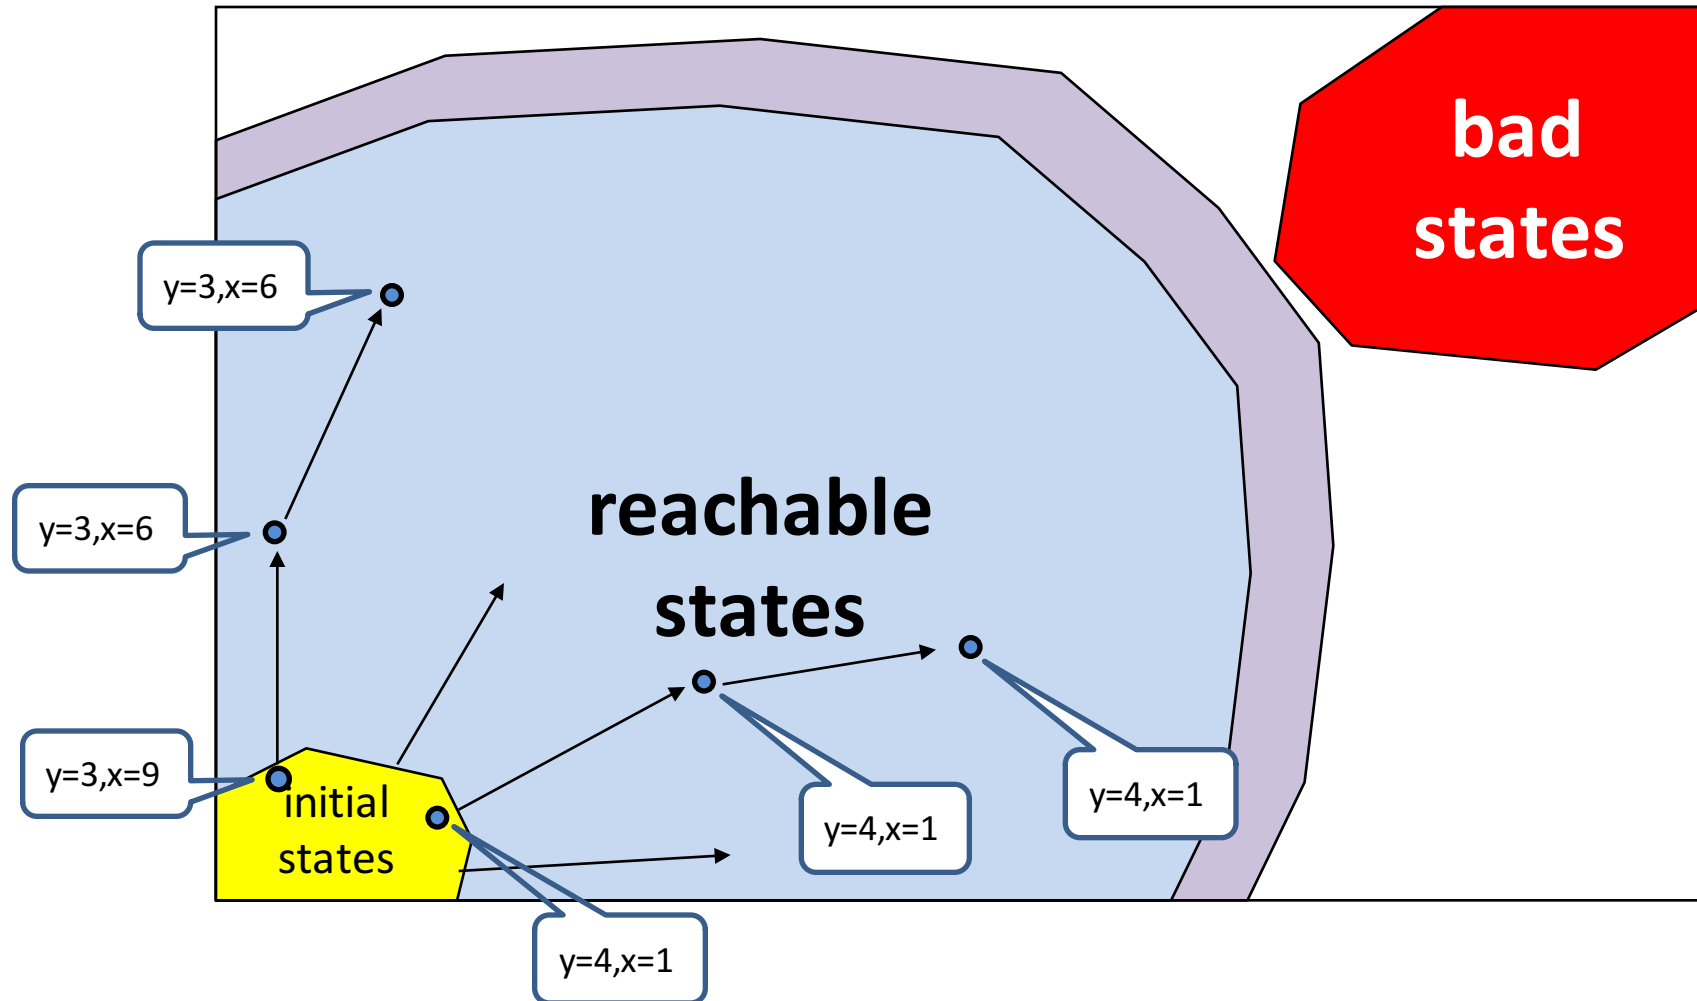 bad
states
y=3,x=6
reachable
states
y=3,x=6
y=3,x=9
initial
states
y=4,x=1
y=4,x=1
y=4,x=1